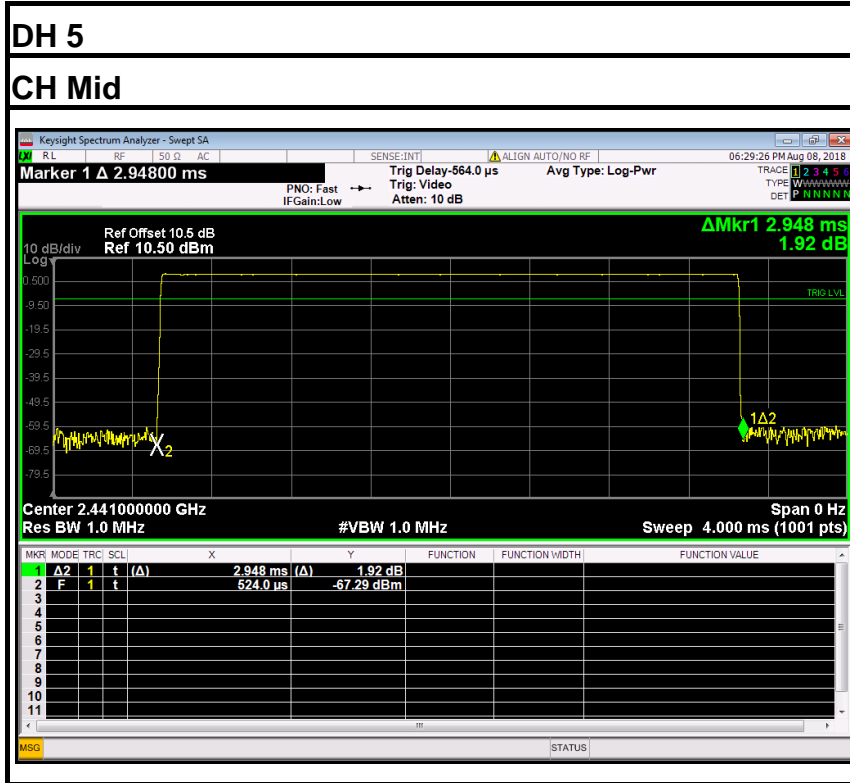 DH 5
CH Mid
Keysight Spectrum Analyzer - Swept SA
LXI RL RF 50 Ω AC SENSE:INT ALIGN AUTO/NO RF 06:29:26 PM Aug 08, 2018
Marker 1 Δ 2.94800 ms
PNO: Fast
IFGain:Low
Trig Delay-564.0 µs
Trig: Video
Atten: 10 dB
Avg Type: Log-Pwr
TRACE 1 2 3 4 5 6
TYPE WWWWWW
DET P N N N N N
Ref Offset 10.5 dB
10 dB/div Ref 10.50 dBm
Log
ΔMkr1 2.948 ms
1.92 dB
0.500
-9.50
TRIG LVL
-19.5
-29.5
-39.5
-49.5
-59.5
-69.5
-79.5
1Δ2
X2
Center 2.441000000 GHz Span 0 Hz
Res BW 1.0 MHz #VBW 1.0 MHz Sweep 4.000 ms (1001 pts)
MKR MODE TRC SCL X Y FUNCTION FUNCTION WIDTH FUNCTION VALUE
1 Δ2 1 t (Δ) 2.948 ms (Δ) 1.92 dB
2 F 1 t 524.0 µs -67.29 dBm
3
4
5
6
7
8
9
10
11
MSG STATUS